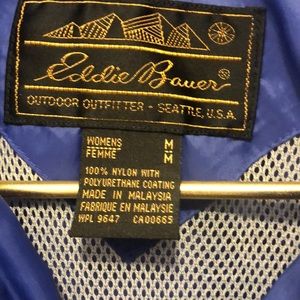 Eddie Bauer ®
OUTDOOR OUTFITTER - SEATTLE, U.S.A.
WOMENS M
FEMME M
100% NYLON WITH
POLYURETHANE COATING
MADE IN MALAYSIA
FABRIQUE EN MALAYSIE
WPL 9647 CA00665